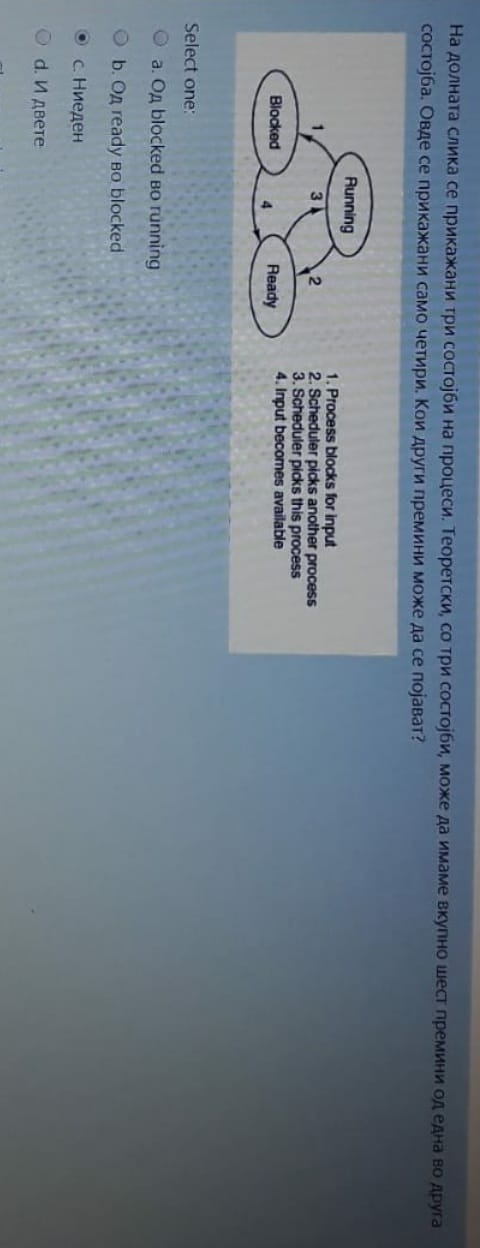 На долната слика се прикажани три состојби на процеси. Теоретски, со три состојби, може да имаме вкупно шест премини од една во друга
состојба. Овде се прикажани само четири. Кои други премини може да се појават?
Running
1
3
2
Blocked
4
Ready
1. Process blocks for input
2. Scheduler picks another process
3. Scheduler picks this process
4. Input becomes available
Select one:
a. Од blocked во running
b. Од ready во blocked
c. Ниеден
d. И двете